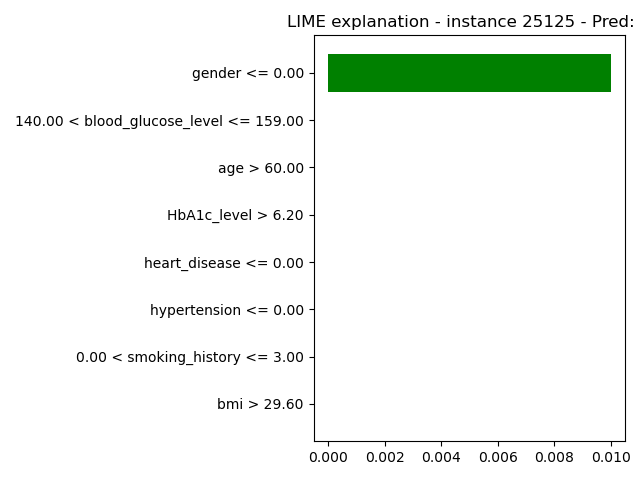 LIME explanation - instance 25125 - Pred:
gender <= 0.00
140.00 < blood_glucose_level <= 159.00
age > 60.00
HbA1c_level > 6.20
heart_disease <= 0.00
hypertension <= 0.00
0.00 < smoking_history <= 3.00
bmi > 29.60
0.000 0.002 0.004 0.006 0.008 0.010